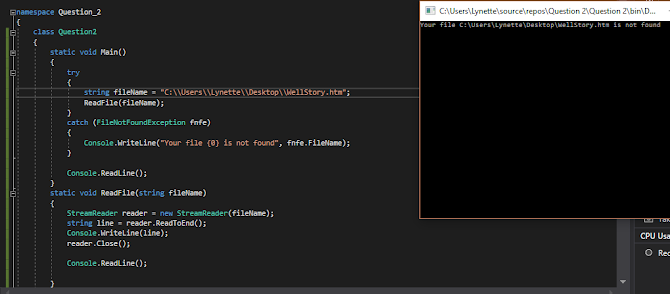 namespace Question_2
{
class Question2
{
static void Main()
{
try
{
string fileName = "C:\\Users\\Lynette\\Desktop\\WellStory.htm";
ReadFile(fileName);
}
catch (FileNotFoundException fnfe)
{
Console.WriteLine("Your file {0} is not found", fnfe.FileName);
}
Console.ReadLine();
}
static void ReadFile(string fileName)
{
StreamReader reader = new StreamReader(fileName);
string line = reader.ReadToEnd();
Console.WriteLine(line);
reader.Close();
Console.ReadLine();
}
C:\Users\Lynette\source\repos\Question 2\Question 2\bin\D...
Your file C:\Users\Lynette\Desktop\WellStory.htm is not found
CPU Usa
Rec